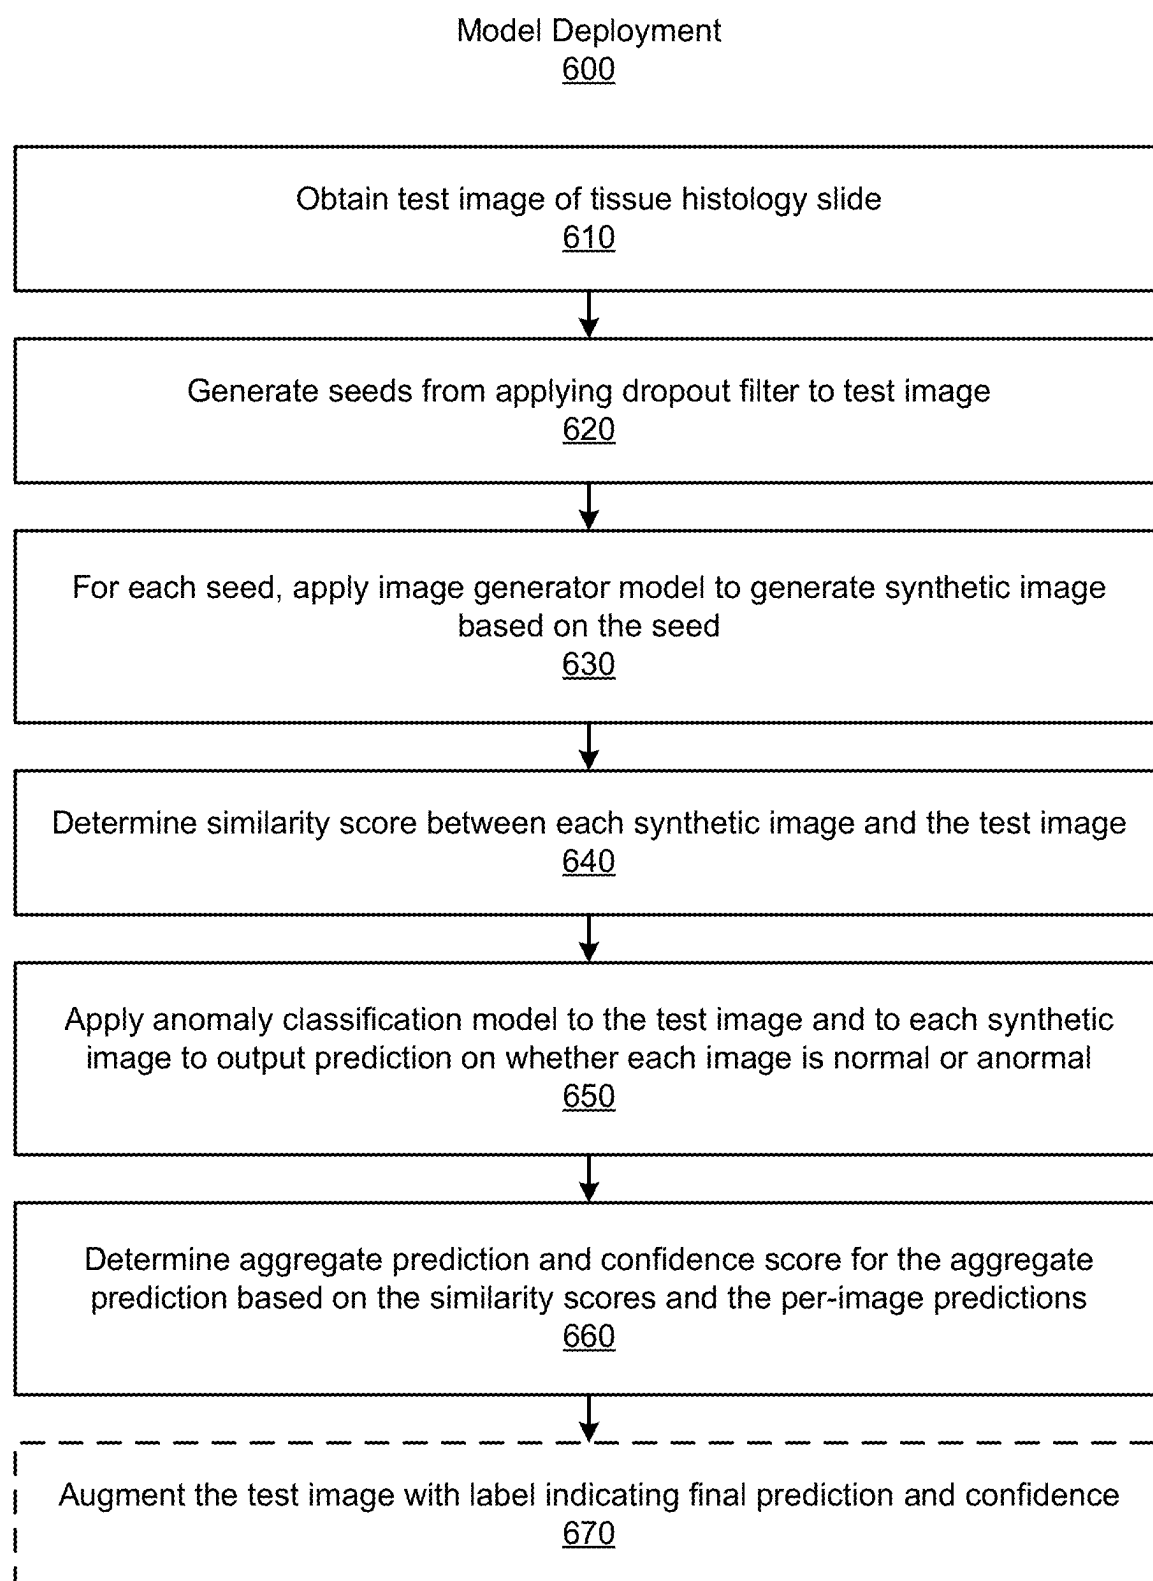 Model Deployment
600
Obtain test image of tissue histology slide
610
Generate seeds from applying dropout filter to test image
620
For each seed, apply image generator model to generate synthetic image
based on the seed
630
Determine similarity score between each synthetic image and the test image
640
Apply anomaly classification model to the test image and to each synthetic
image to output prediction on whether each image is normal or anormal
650
Determine aggregate prediction and confidence score for the aggregate
prediction based on the similarity scores and the per-image predictions
660
Augment the test image with label indicating final prediction and confidence
670